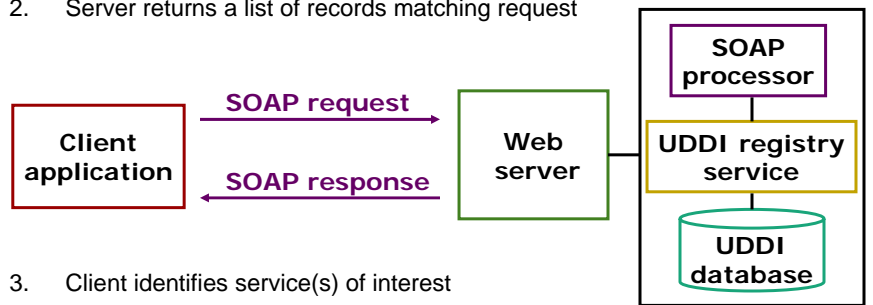 2. Server returns a list of records matching request
SOAP
processor
SOAP request
Client
application
Web
server
UDDI registry
service
SOAP response
UDDI
database
3. Client identifies service(s) of interest